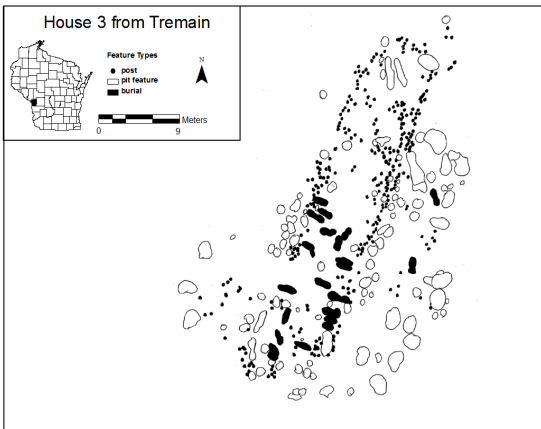 House 3 from Tremain
Feature Types
post
pit feature
burial
N
Meters
0 9